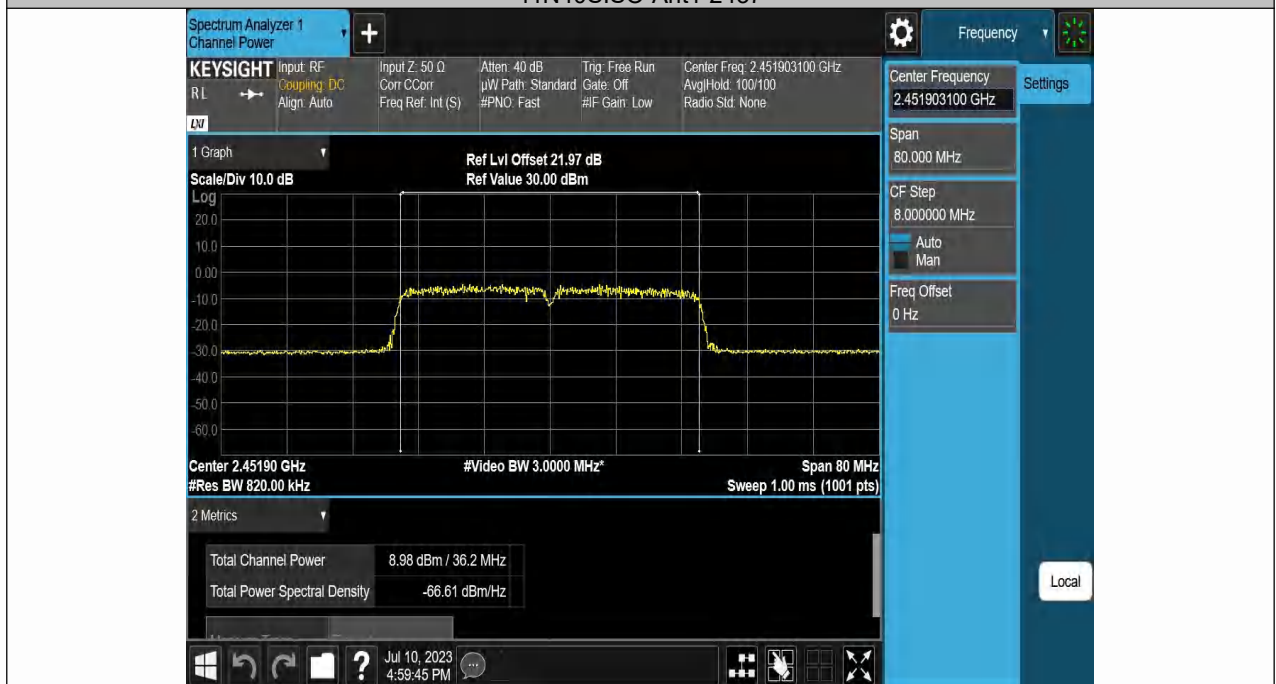 Spectrum Analyzer 1
Channel Power
+
Frequency
KEYSIGHT
RL
LXI
Input: RF
Coupling: DC
Align: Auto
Input Z: 50 Ω
Corr CCorr
Freq Ref: Int (S)
Atten: 40 dB
µW Path: Standard
#PNO: Fast
Trig: Free Run
Gate: Off
#IF Gain: Low
Center Freq: 2.451903100 GHz
Avg|Hold: 100/100
Radio Std: None
Center Frequency
2.451903100 GHz
Settings
Span
80.000 MHz
CF Step
8.000000 MHz
Auto
Man
Freq Offset
0 Hz
1 Graph
Ref Lvl Offset 21.97 dB
Scale/Div 10.0 dB
Ref Value 30.00 dBm
Log
20.0
10.0
0.00
-10.0
-20.0
-30.0
-40.0
-50.0
-60.0
Center 2.45190 GHz
#Video BW 3.0000 MHz*
Span 80 MHz
#Res BW 820.00 kHz
Sweep 1.00 ms (1001 pts)
2 Metrics
Total Channel Power 8.98 dBm / 36.2 MHz
Total Power Spectral Density -66.61 dBm/Hz
Local
?
Jul 10, 2023
4:59:45 PM